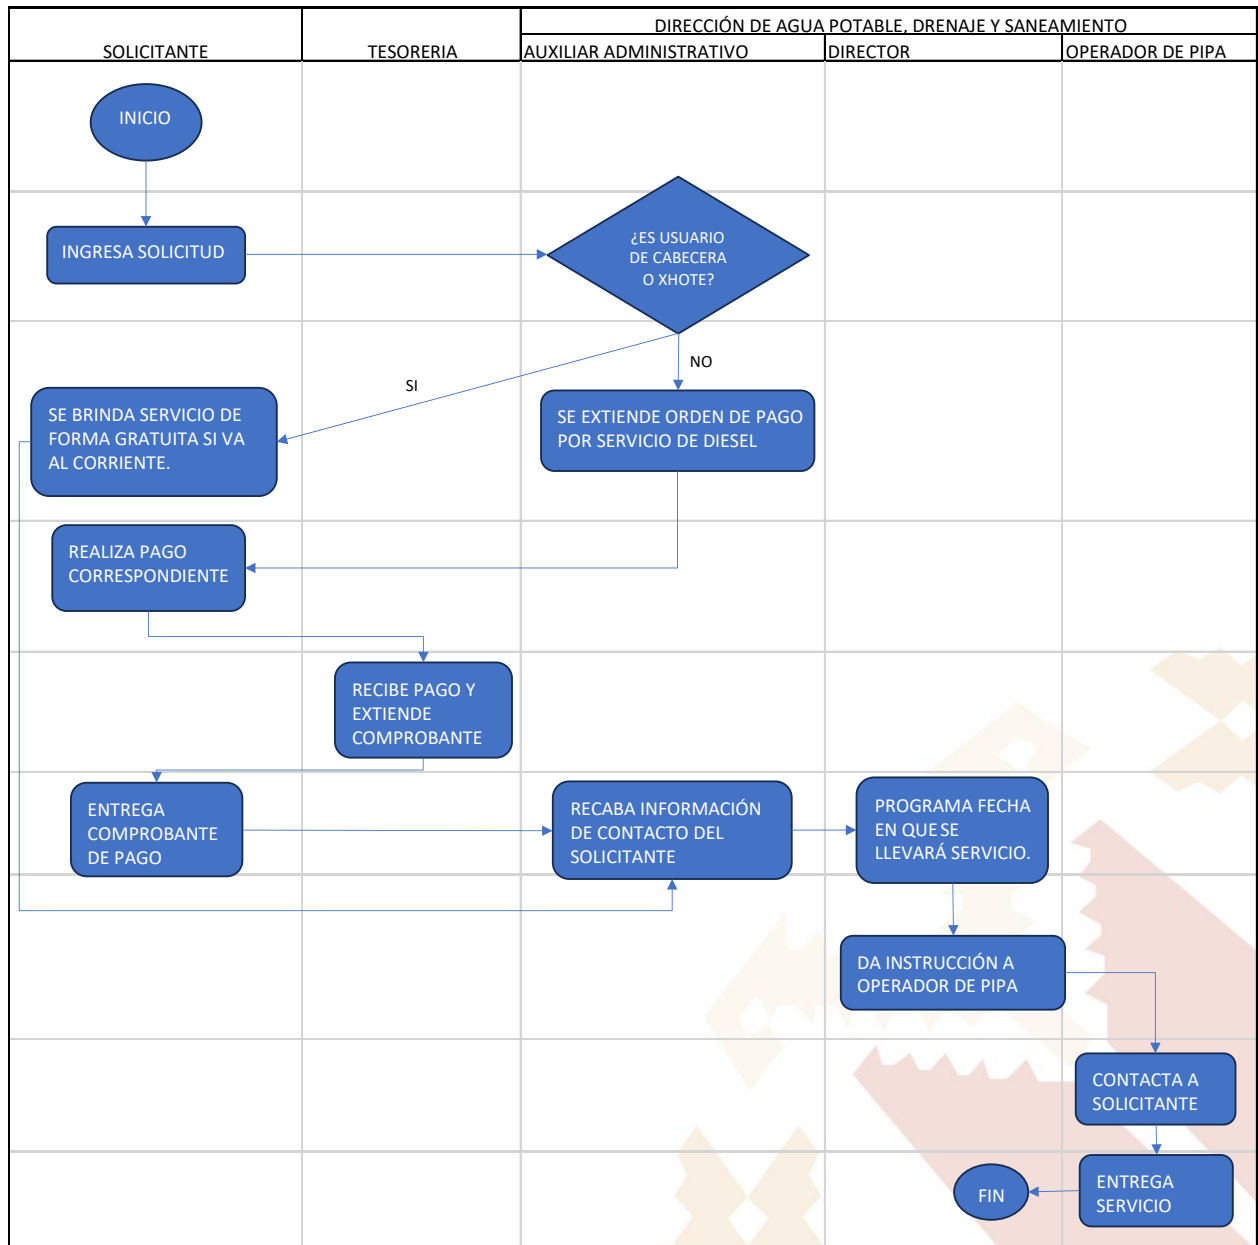 DIRECCIÓN DE AGUA POTABLE, DRENAJE Y SANEAMIENTO
SOLICITANTE
TESORERIA
AUXILIAR ADMINISTRATIVO
DIRECTOR
OPERADOR DE PIPA
INICIO
INGRESA SOLICITUD
¿ES USUARIO
DE CABECERA
O XHOTE?
SI
NO
SE BRINDA SERVICIO DE
FORMA GRATUITA SI VA
AL CORRIENTE.
SE EXTIENDE ORDEN DE PAGO
POR SERVICIO DE DIESEL
REALIZA PAGO
CORRESPONDIENTE
RECIBE PAGO Y
EXTIENDE
COMPROBANTE
ENTREGA
COMPROBANTE
DE PAGO
RECABA INFORMACIÓN
DE CONTACTO DEL
SOLICITANTE
PROGRAMA FECHA
EN QUE SE
LLEVARÁ SERVICIO.
DA INSTRUCCIÓN A
OPERADOR DE PIPA
CONTACTA A
SOLICITANTE
ENTREGA
SERVICIO
FIN